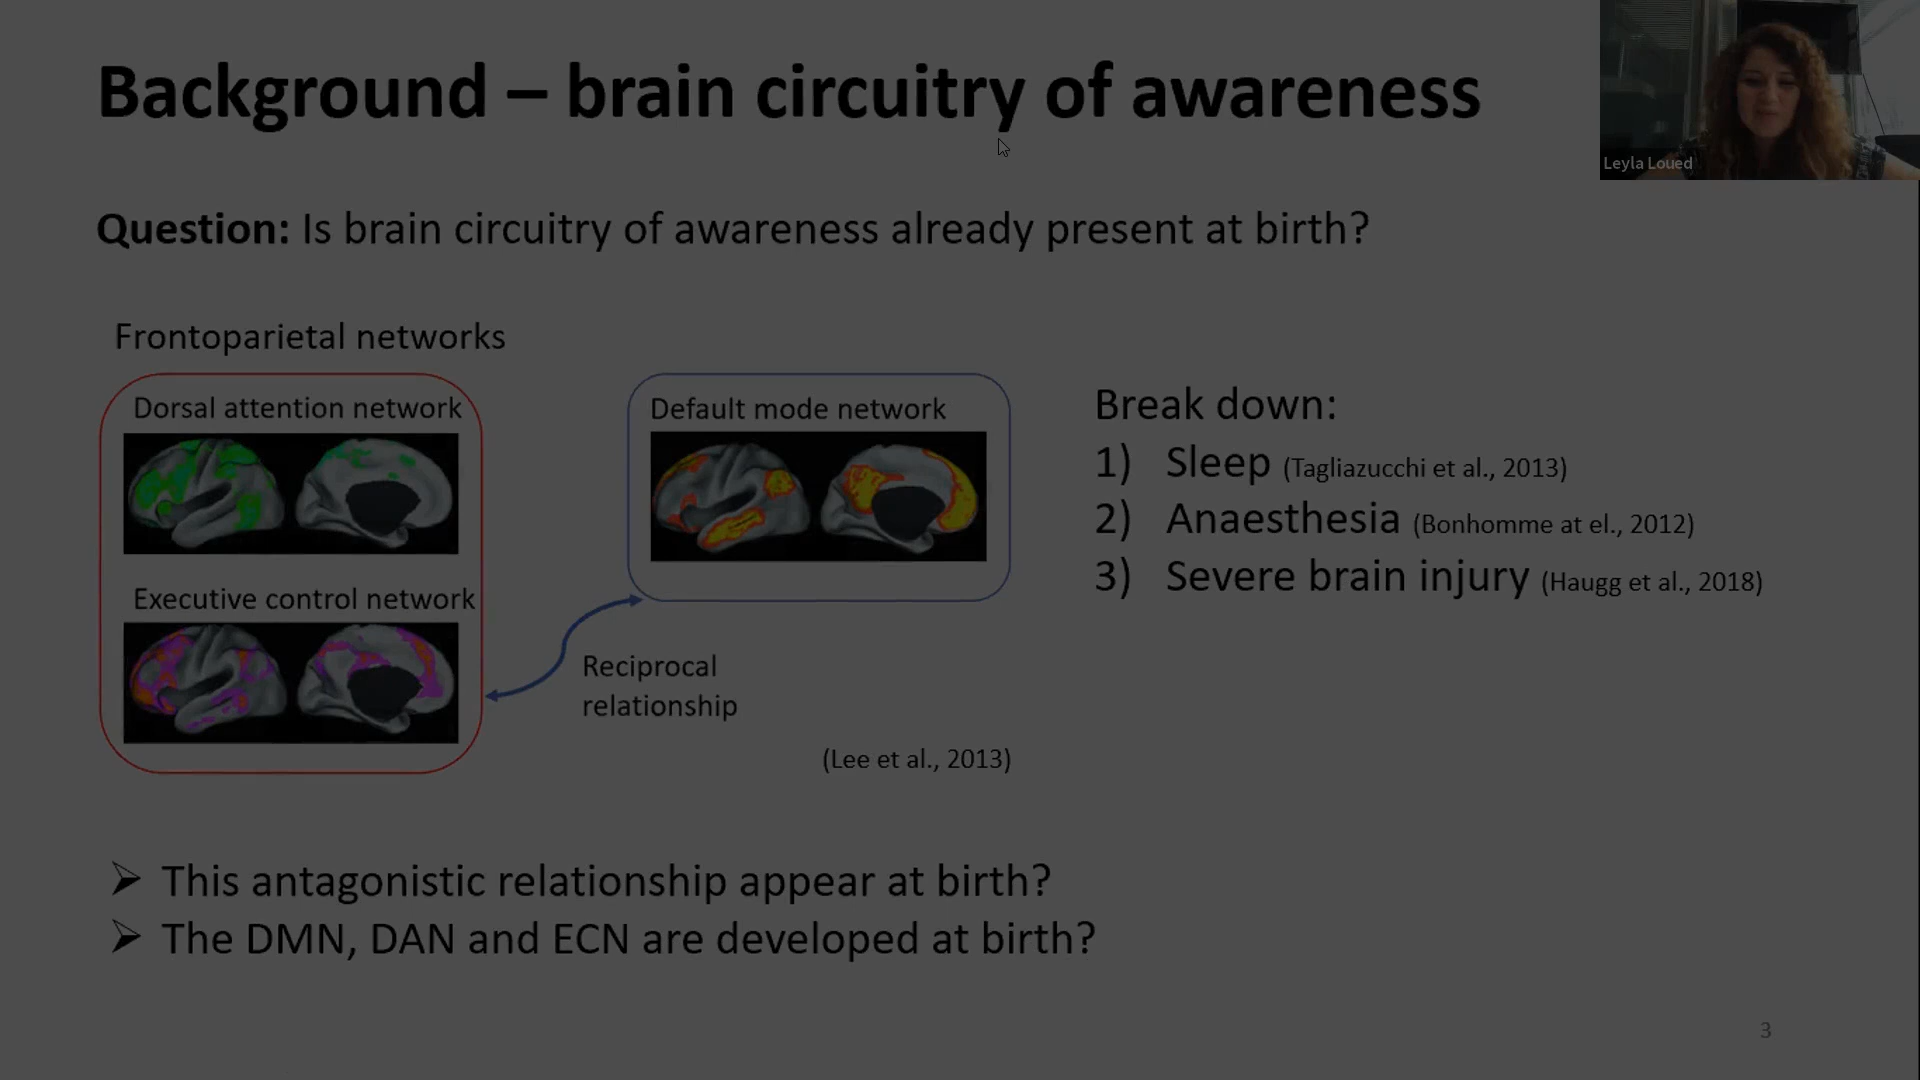 Background – brain circuitry of awareness
Leyla Loued
Question: Is brain circuitry of awareness already present at birth?
Frontoparietal networks
Dorsal attention network
Executive control network
Default mode network
Reciprocal
relationship
(Lee et al., 2013)
Break down:
1) Sleep (Tagliazucchi et al., 2013)
2) Anaesthesia (Bonhomme at el., 2012)
3) Severe brain injury (Haugg et al., 2018)
➢ This antagonistic relationship appear at birth?
➢ The DMN, DAN and ECN are developed at birth?
3